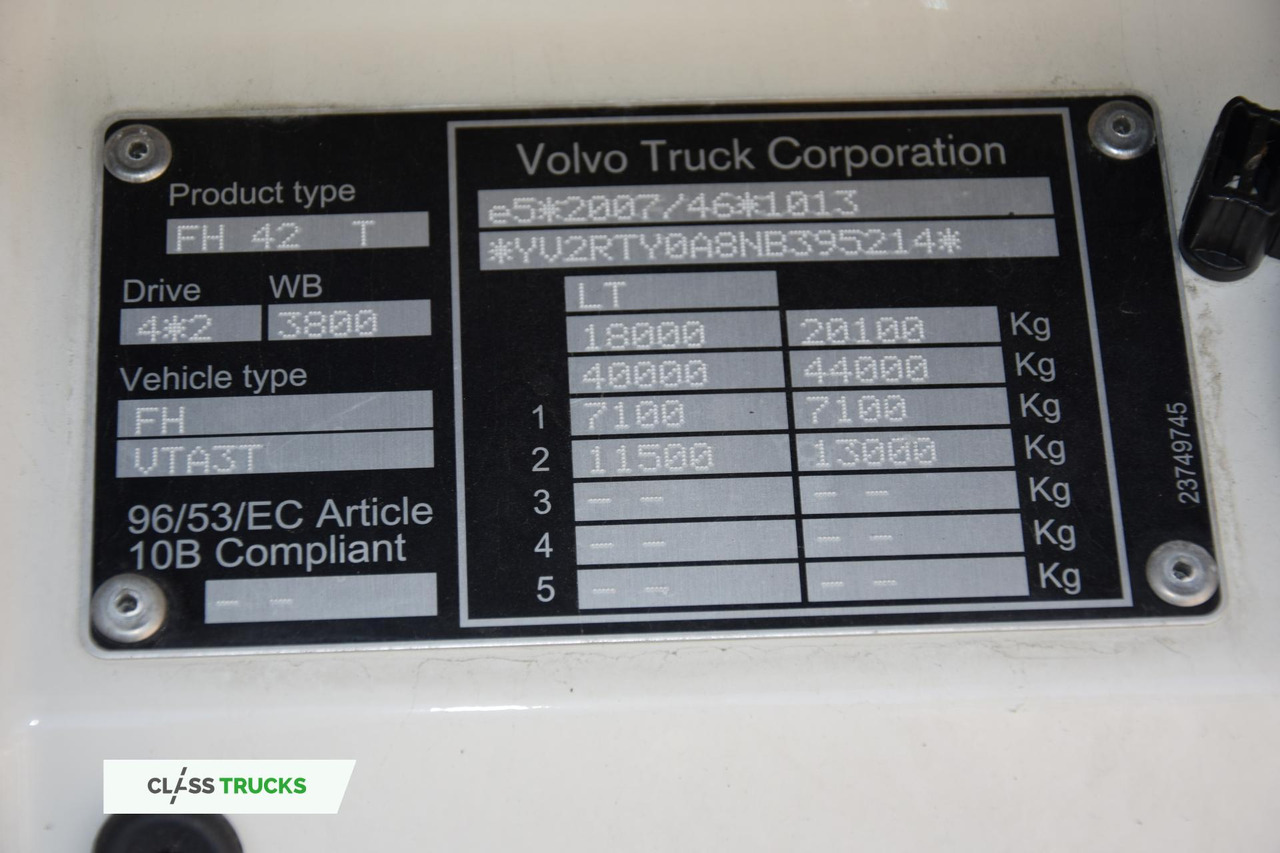 Product type
FH 42 T
Drive WB
4*2 3800
Vehicle type
FH
VTA3T
96/53/EC Article
10B Compliant
– –
Volvo Truck Corporation
e5*2007/46*1013
*YV2RTY0A8NB395214*
LT
18000 20100 Kg
40000 44000 Kg
1 7100 7100 Kg
2 11500 13000 Kg
3 – – – – Kg
4 – – – – Kg
5 – – – – Kg
23749745
CLASS TRUCKS